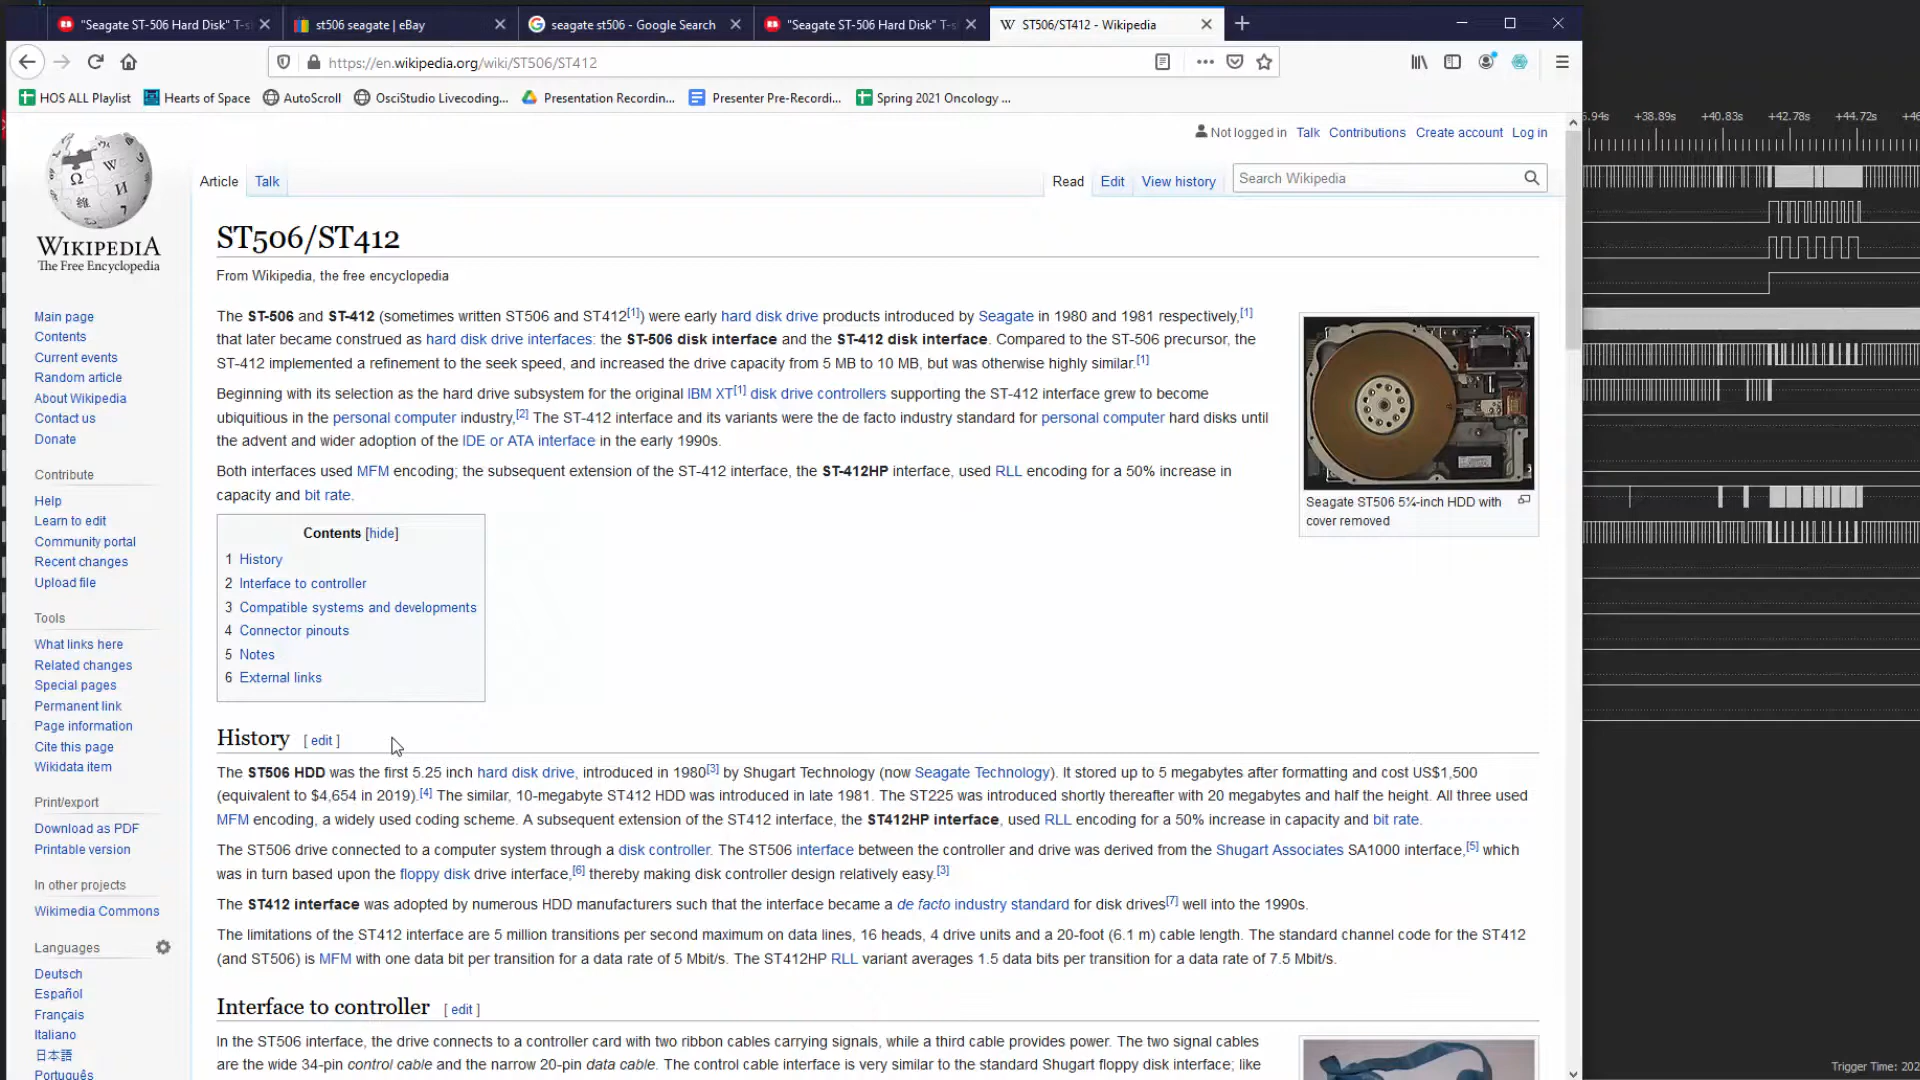 "Seagate ST-506 Hard Disk" T-s
st506 seagate | eBay
seagate st506 - Google Search
"Seagate ST-506 Hard Disk" T-s
ST506/ST412 - Wikipedia
https://en.wikipedia.org/wiki/ST506/ST412
HOS ALL Playlist
Hearts of Space
AutoScroll
OsciStudio Livecoding...
Presentation Recordin...
Presenter Pre-Recordi...
Spring 2021 Oncology ...
WIKIPEDIA
The Free Encyclopedia
Main page
Contents
Current events
Random article
About Wikipedia
Contact us
Donate
Contribute
Help
Learn to edit
Community portal
Recent changes
Upload file
Tools
What links here
Related changes
Special pages
Permanent link
Page information
Cite this page
Wikidata item
Print/export
Download as PDF
Printable version
In other projects
Wikimedia Commons
Languages
Deutsch
Español
Français
Italiano
日本語
Português
Not logged in Talk Contributions Create account Log in
Article Talk
Read Edit View history
Search Wikipedia
ST506/ST412
From Wikipedia, the free encyclopedia
The ST-506 and ST-412 (sometimes written ST506 and ST412[1]) were early hard disk drive products introduced by Seagate in 1980 and 1981 respectively,[1]
that later became construed as hard disk drive interfaces: the ST-506 disk interface and the ST-412 disk interface. Compared to the ST-506 precursor, the
ST-412 implemented a refinement to the seek speed, and increased the drive capacity from 5 MB to 10 MB, but was otherwise highly similar.[1]
Beginning with its selection as the hard drive subsystem for the original IBM XT[1] disk drive controllers supporting the ST-412 interface grew to become
ubiquitious in the personal computer industry,[2] The ST-412 interface and its variants were the de facto industry standard for personal computer hard disks until
the advent and wider adoption of the IDE or ATA interface in the early 1990s.
Both interfaces used MFM encoding; the subsequent extension of the ST-412 interface, the ST-412HP interface, used RLL encoding for a 50% increase in
capacity and bit rate.
Seagate ST506 5¼-inch HDD with
cover removed
Contents [hide]
1 History
2 Interface to controller
3 Compatible systems and developments
4 Connector pinouts
5 Notes
6 External links
History [ edit ]
The ST506 HDD was the first 5.25 inch hard disk drive, introduced in 1980[3] by Shugart Technology (now Seagate Technology). It stored up to 5 megabytes after formatting and cost US$1,500
(equivalent to $4,654 in 2019).[4] The similar, 10-megabyte ST412 HDD was introduced in late 1981. The ST225 was introduced shortly thereafter with 20 megabytes and half the height. All three used
MFM encoding, a widely used coding scheme. A subsequent extension of the ST412 interface, the ST412HP interface, used RLL encoding for a 50% increase in capacity and bit rate.
The ST506 drive connected to a computer system through a disk controller. The ST506 interface between the controller and drive was derived from the Shugart Associates SA1000 interface,[5] which
was in turn based upon the floppy disk drive interface,[6] thereby making disk controller design relatively easy.[3]
The ST412 interface was adopted by numerous HDD manufacturers such that the interface became a de facto industry standard for disk drives[7] well into the 1990s.
The limitations of the ST412 interface are 5 million transitions per second maximum on data lines, 16 heads, 4 drive units and a 20-foot (6.1 m) cable length. The standard channel code for the ST412
(and ST506) is MFM with one data bit per transition for a data rate of 5 Mbit/s. The ST412HP RLL variant averages 1.5 data bits per transition for a data rate of 7.5 Mbit/s.
Interface to controller [ edit ]
In the ST506 interface, the drive connects to a controller card with two ribbon cables carrying signals, while a third cable provides power. The two signal cables
are the wide 34-pin control cable and the narrow 20-pin data cable. The control cable interface is very similar to the standard Shugart floppy disk interface; like
5.94s +38.89s +40.83s +42.78s +44.72s +46
Trigger Time: 202